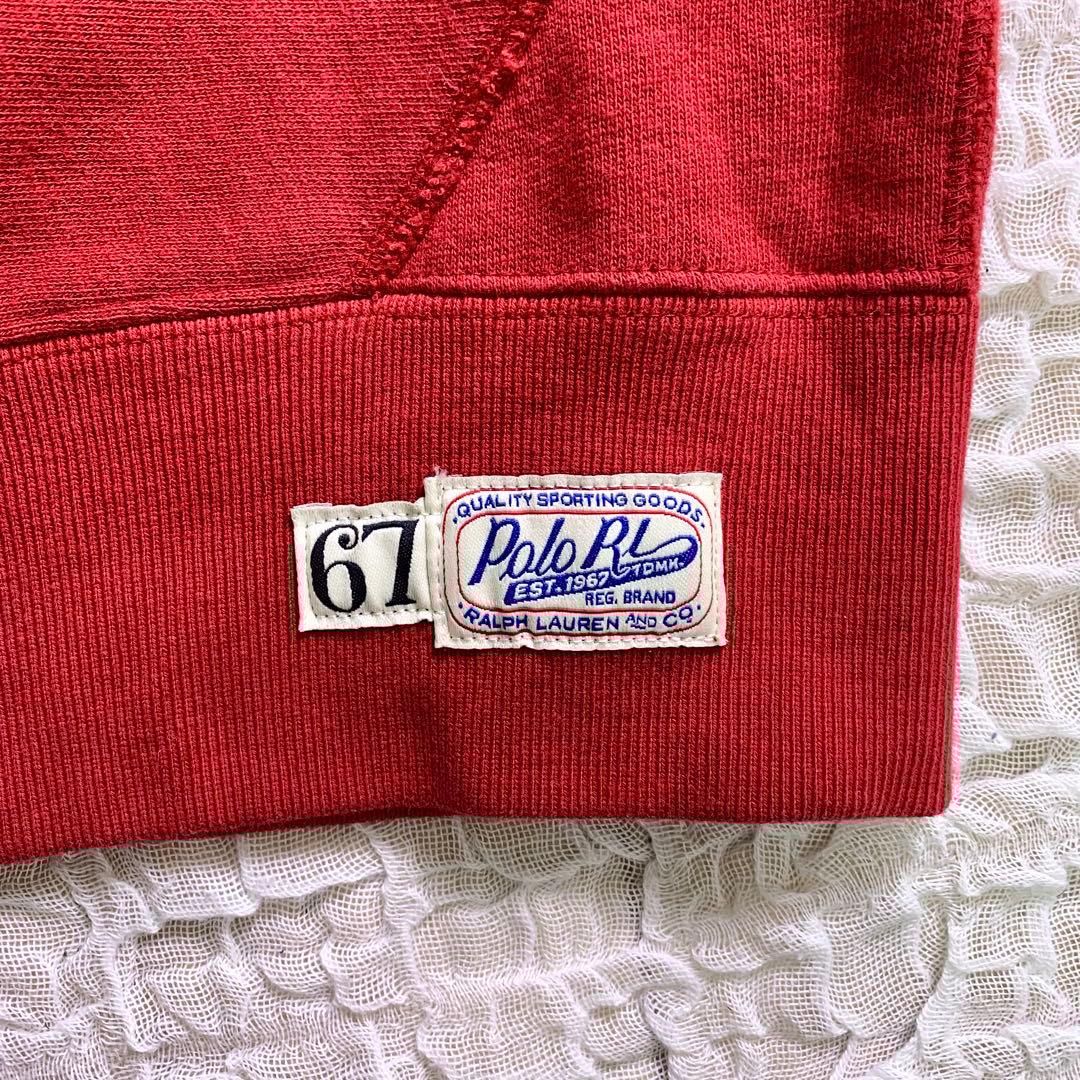 67
·QUALITY SPORTING GOODS·
Polo RL
EST. 1967 TDMK.
REG. BRAND
·RALPH LAUREN AND CO·